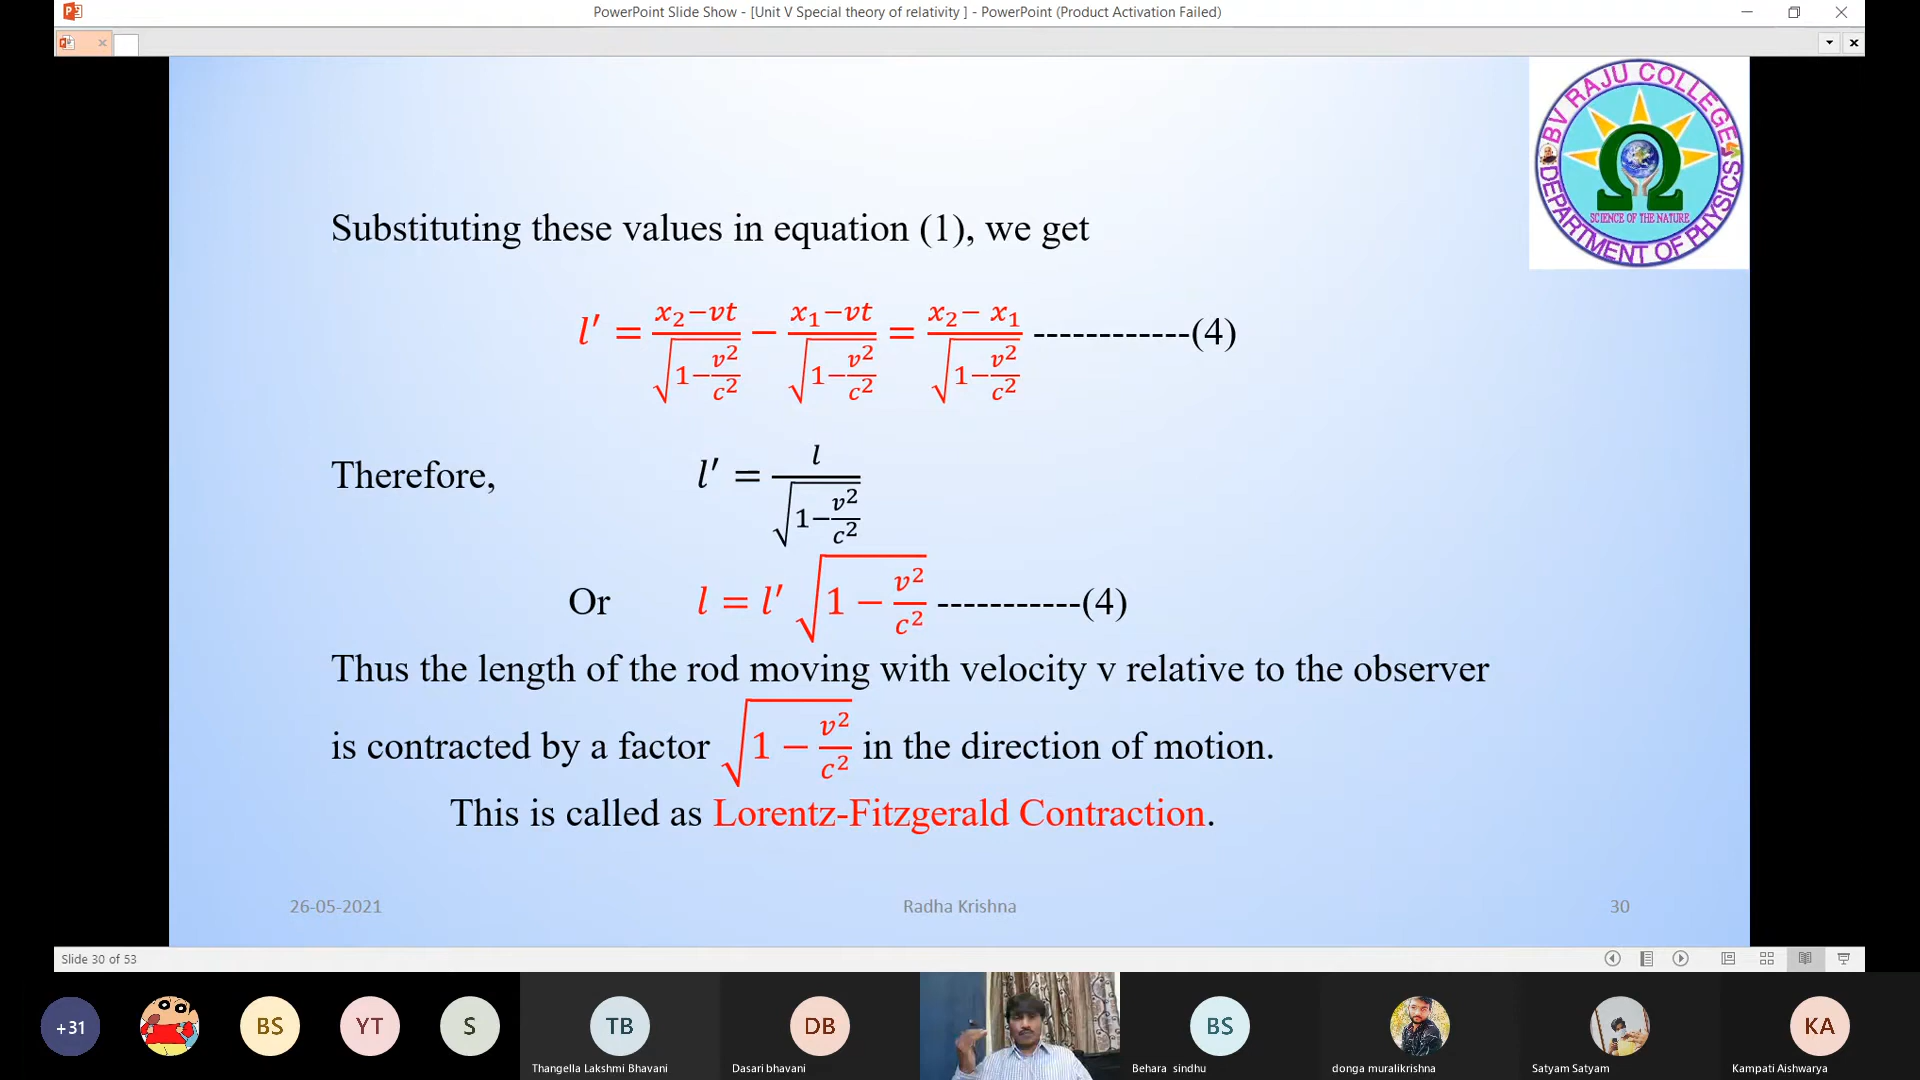 PowerPoint Slide Show - [Unit V Special theory of relativity ] - PowerPoint (Product Activation Failed)
BV RAJU COLLEGE
SCIENCE OF THE NATURE
DEPARTMENT OF PHYSICS
Substituting these values in equation (1), we get
l′ = (x₂−vt)/√(1−v²/c²) − (x₁−vt)/√(1−v²/c²) = (x₂− x₁)/√(1−v²/c²) ------------(4)
Therefore, l′ = l/√(1−v²/c²)
Or l = l′ √(1 − v²/c²) -----------(4)
Thus the length of the rod moving with velocity v relative to the observer
is contracted by a factor √(1 − v²/c²) in the direction of motion.
This is called as Lorentz-Fitzgerald Contraction.
26-05-2021 Radha Krishna 30
Slide 30 of 53
+31 BS YT S TB DB BS KA
Thangella Lakshmi Bhavani Dasari bhavani Behara sindhu donga muralikrishna Satyam Satyam Kampati Aishwarya